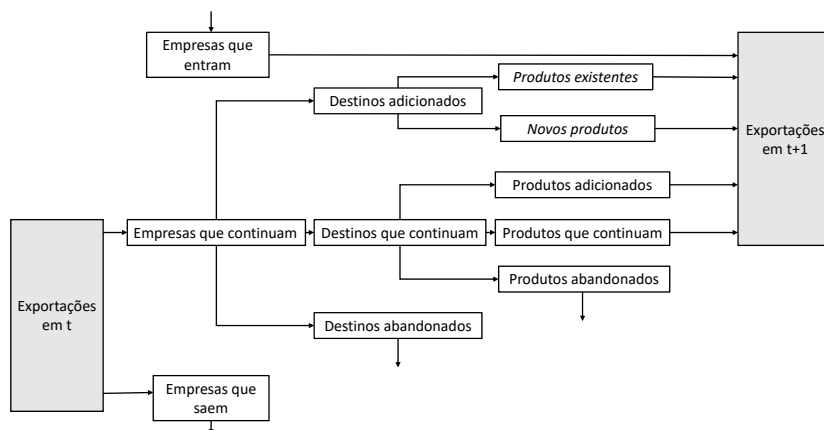 Empresas que
entram
Produtos existentes
Destinos adicionados
Novos produtos
Exportações
em t+1
Produtos adicionados
Empresas que continuam
Destinos que continuam
Produtos que continuam
Produtos abandonados
Exportações
em t
Destinos abandonados
Empresas que
saem